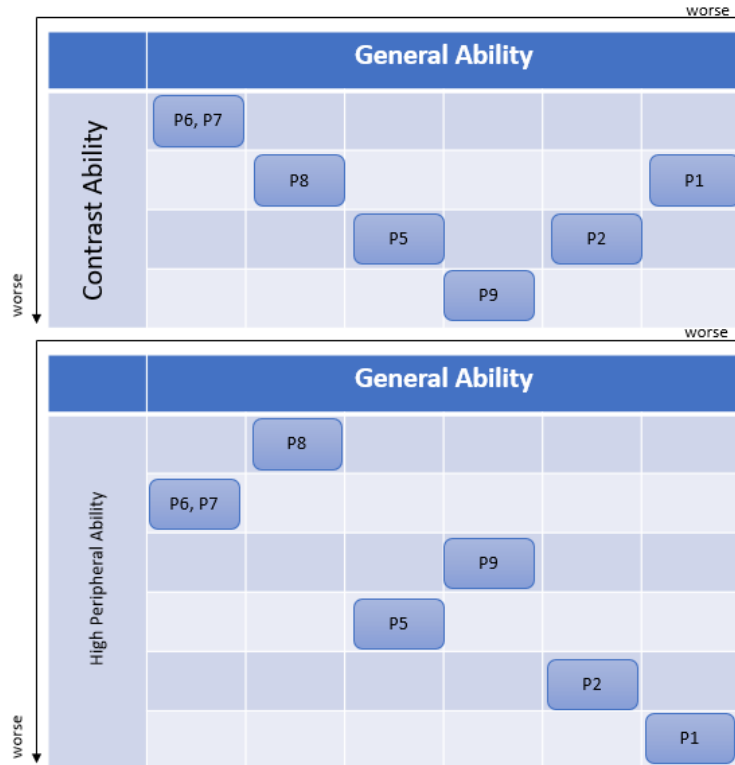 worse
General Ability
Contrast Ability
P6, P7
P8
P1
P5
P2
P9
worse
worse
General Ability
High Peripheral Ability
P8
P6, P7
P9
P5
P2
P1
worse